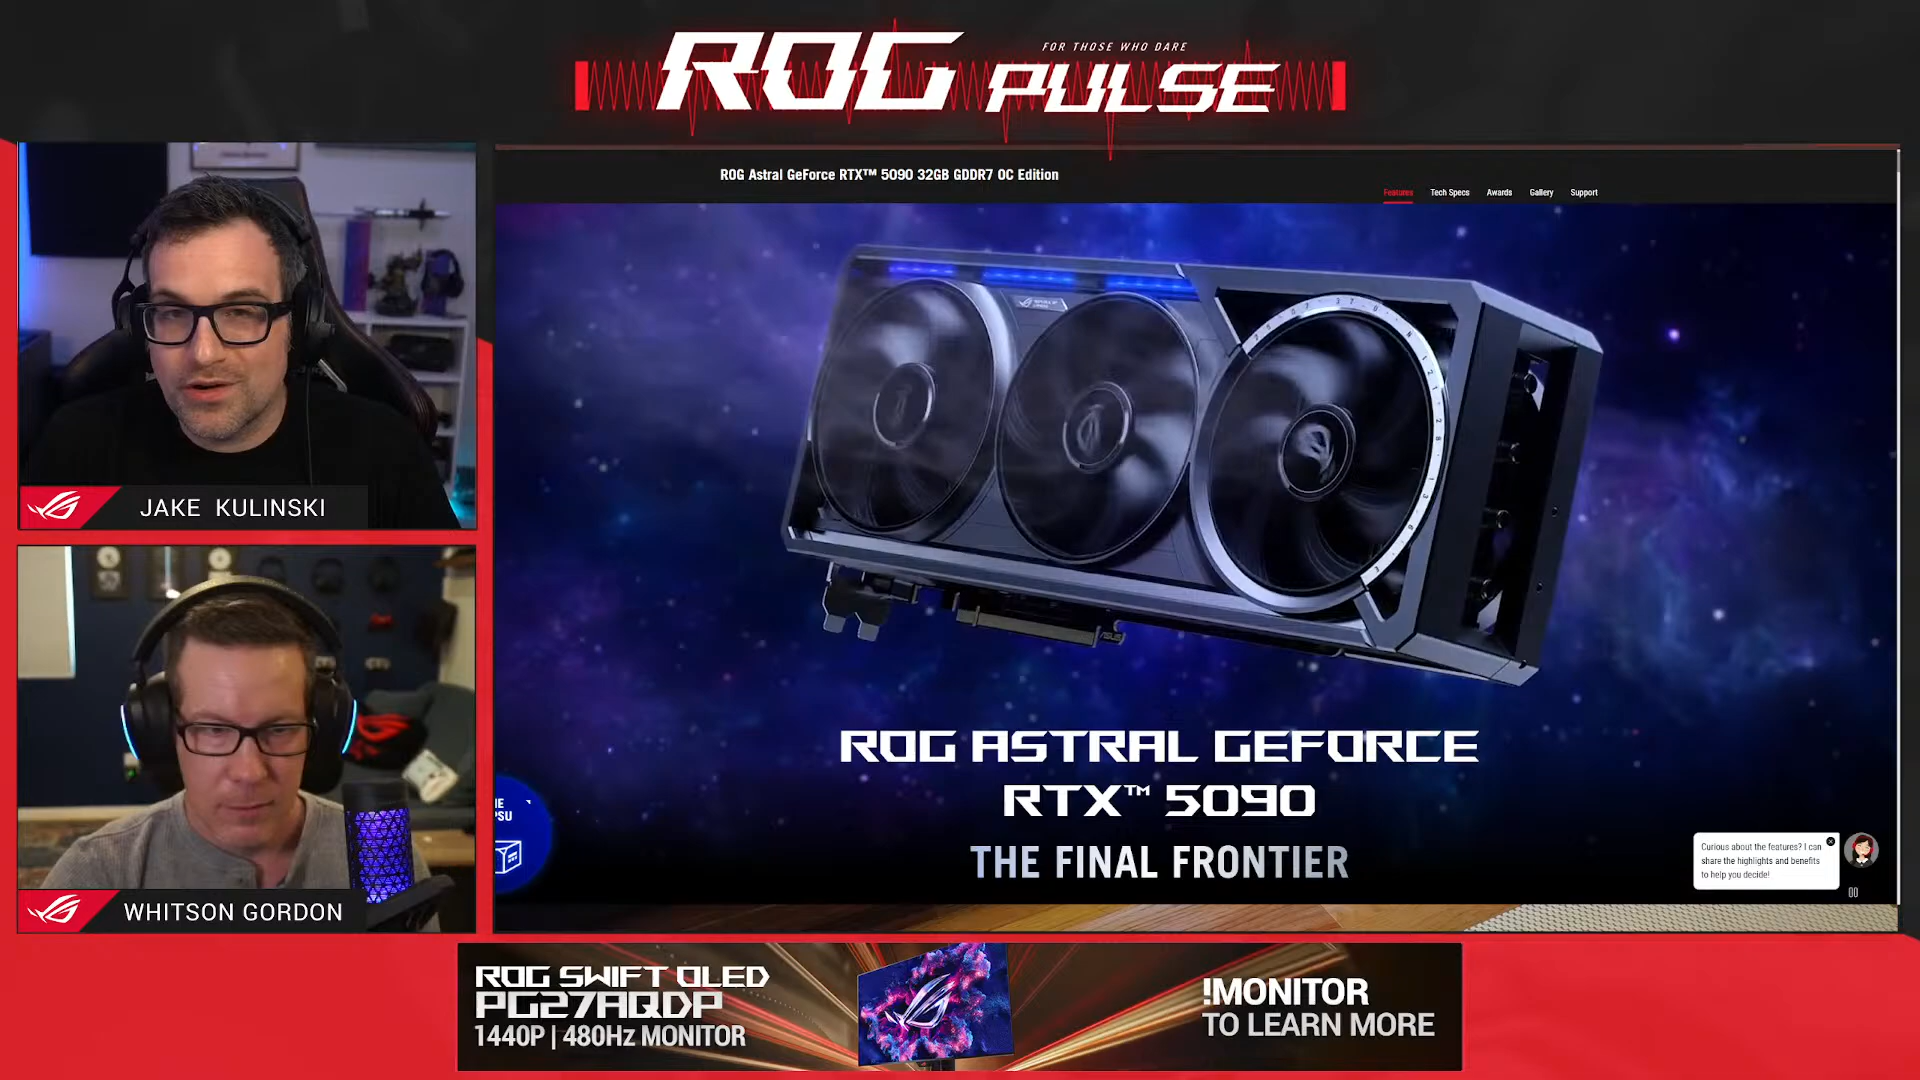 ROG
FOR THOSE WHO DARE
PULSE
ROG Astral GeForce RTX™ 5090 32GB GDDR7 OC Edition
Features Tech Specs Awards Gallery Support
JAKE KULINSKI
WHITSON GORDON
ASUS
ROG ASTRAL GEFORCE
RTX™ 5090
THE FINAL FRONTIER
Curious about the features? I can
share the highlights and benefits
to help you decide!
ROG SWIFT OLED
PG27AQDP
1440P | 480Hz MONITOR
!MONITOR
TO LEARN MORE